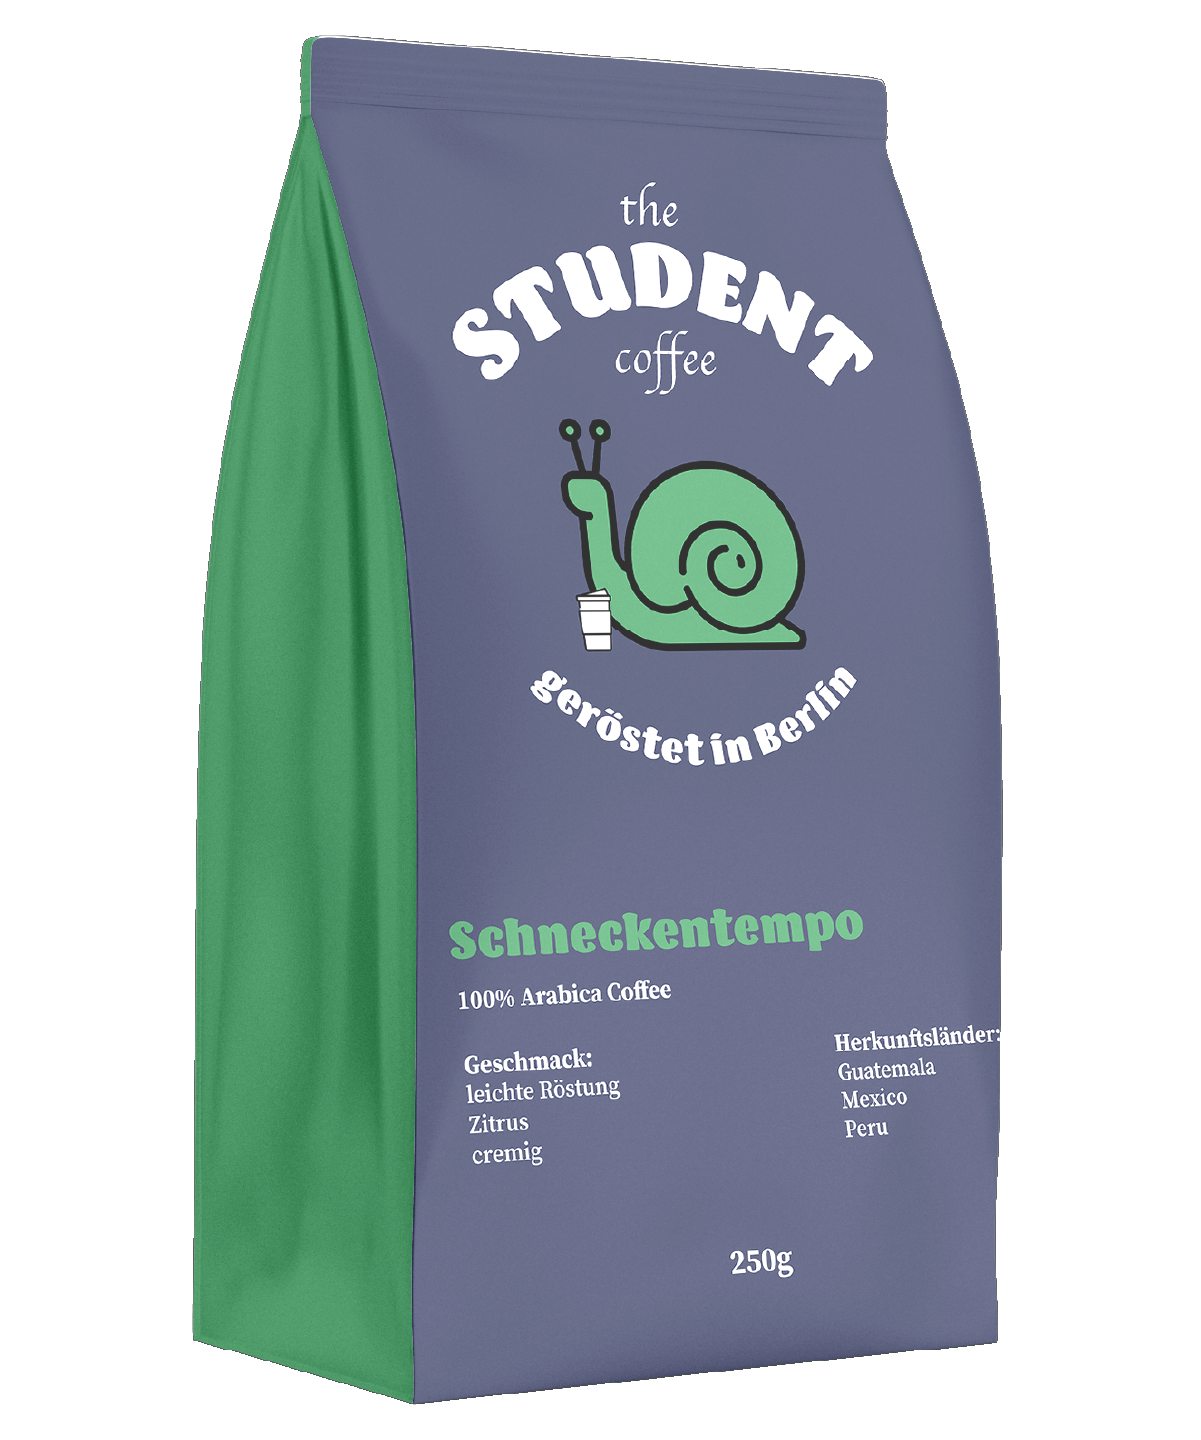 the
STUDENT
coffee
geröstet in Berlin
Schneckentempo
100% Arabica Coffee
Geschmack:
leichte Röstung
Zitrus
cremig
Herkunftsländer:
Guatemala
Mexico
Peru
250g